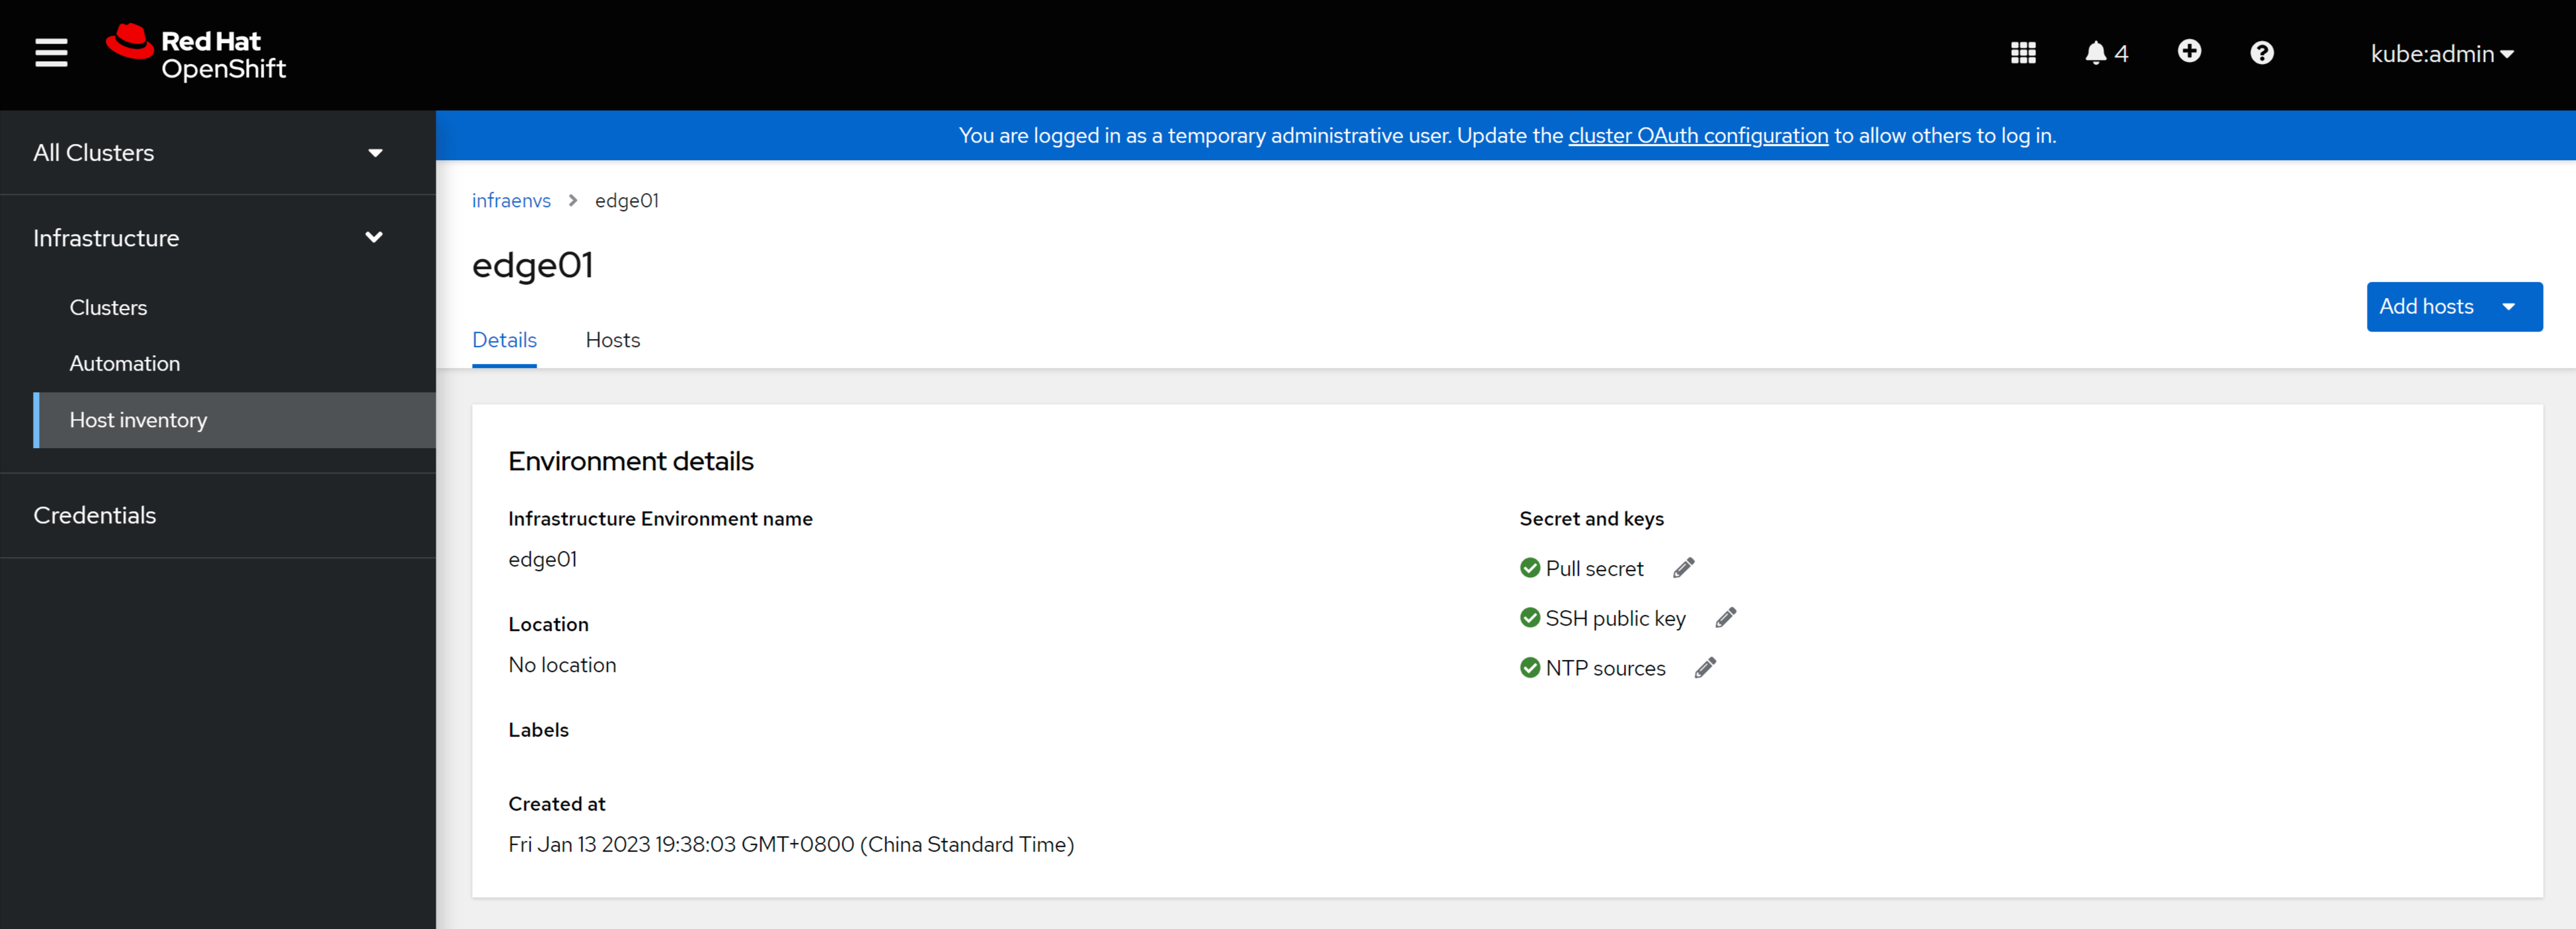 Red Hat
OpenShift
4
kube:admin
All Clusters
Infrastructure
Clusters
Automation
Host inventory
Credentials
You are logged in as a temporary administrative user. Update the cluster OAuth configuration to allow others to log in.
infraenvs > edge01
edge01
Add hosts
Details Hosts
Environment details
Infrastructure Environment name
edge01
Location
No location
Labels
Created at
Fri Jan 13 2023 19:38:03 GMT+0800 (China Standard Time)
Secret and keys
Pull secret
SSH public key
NTP sources